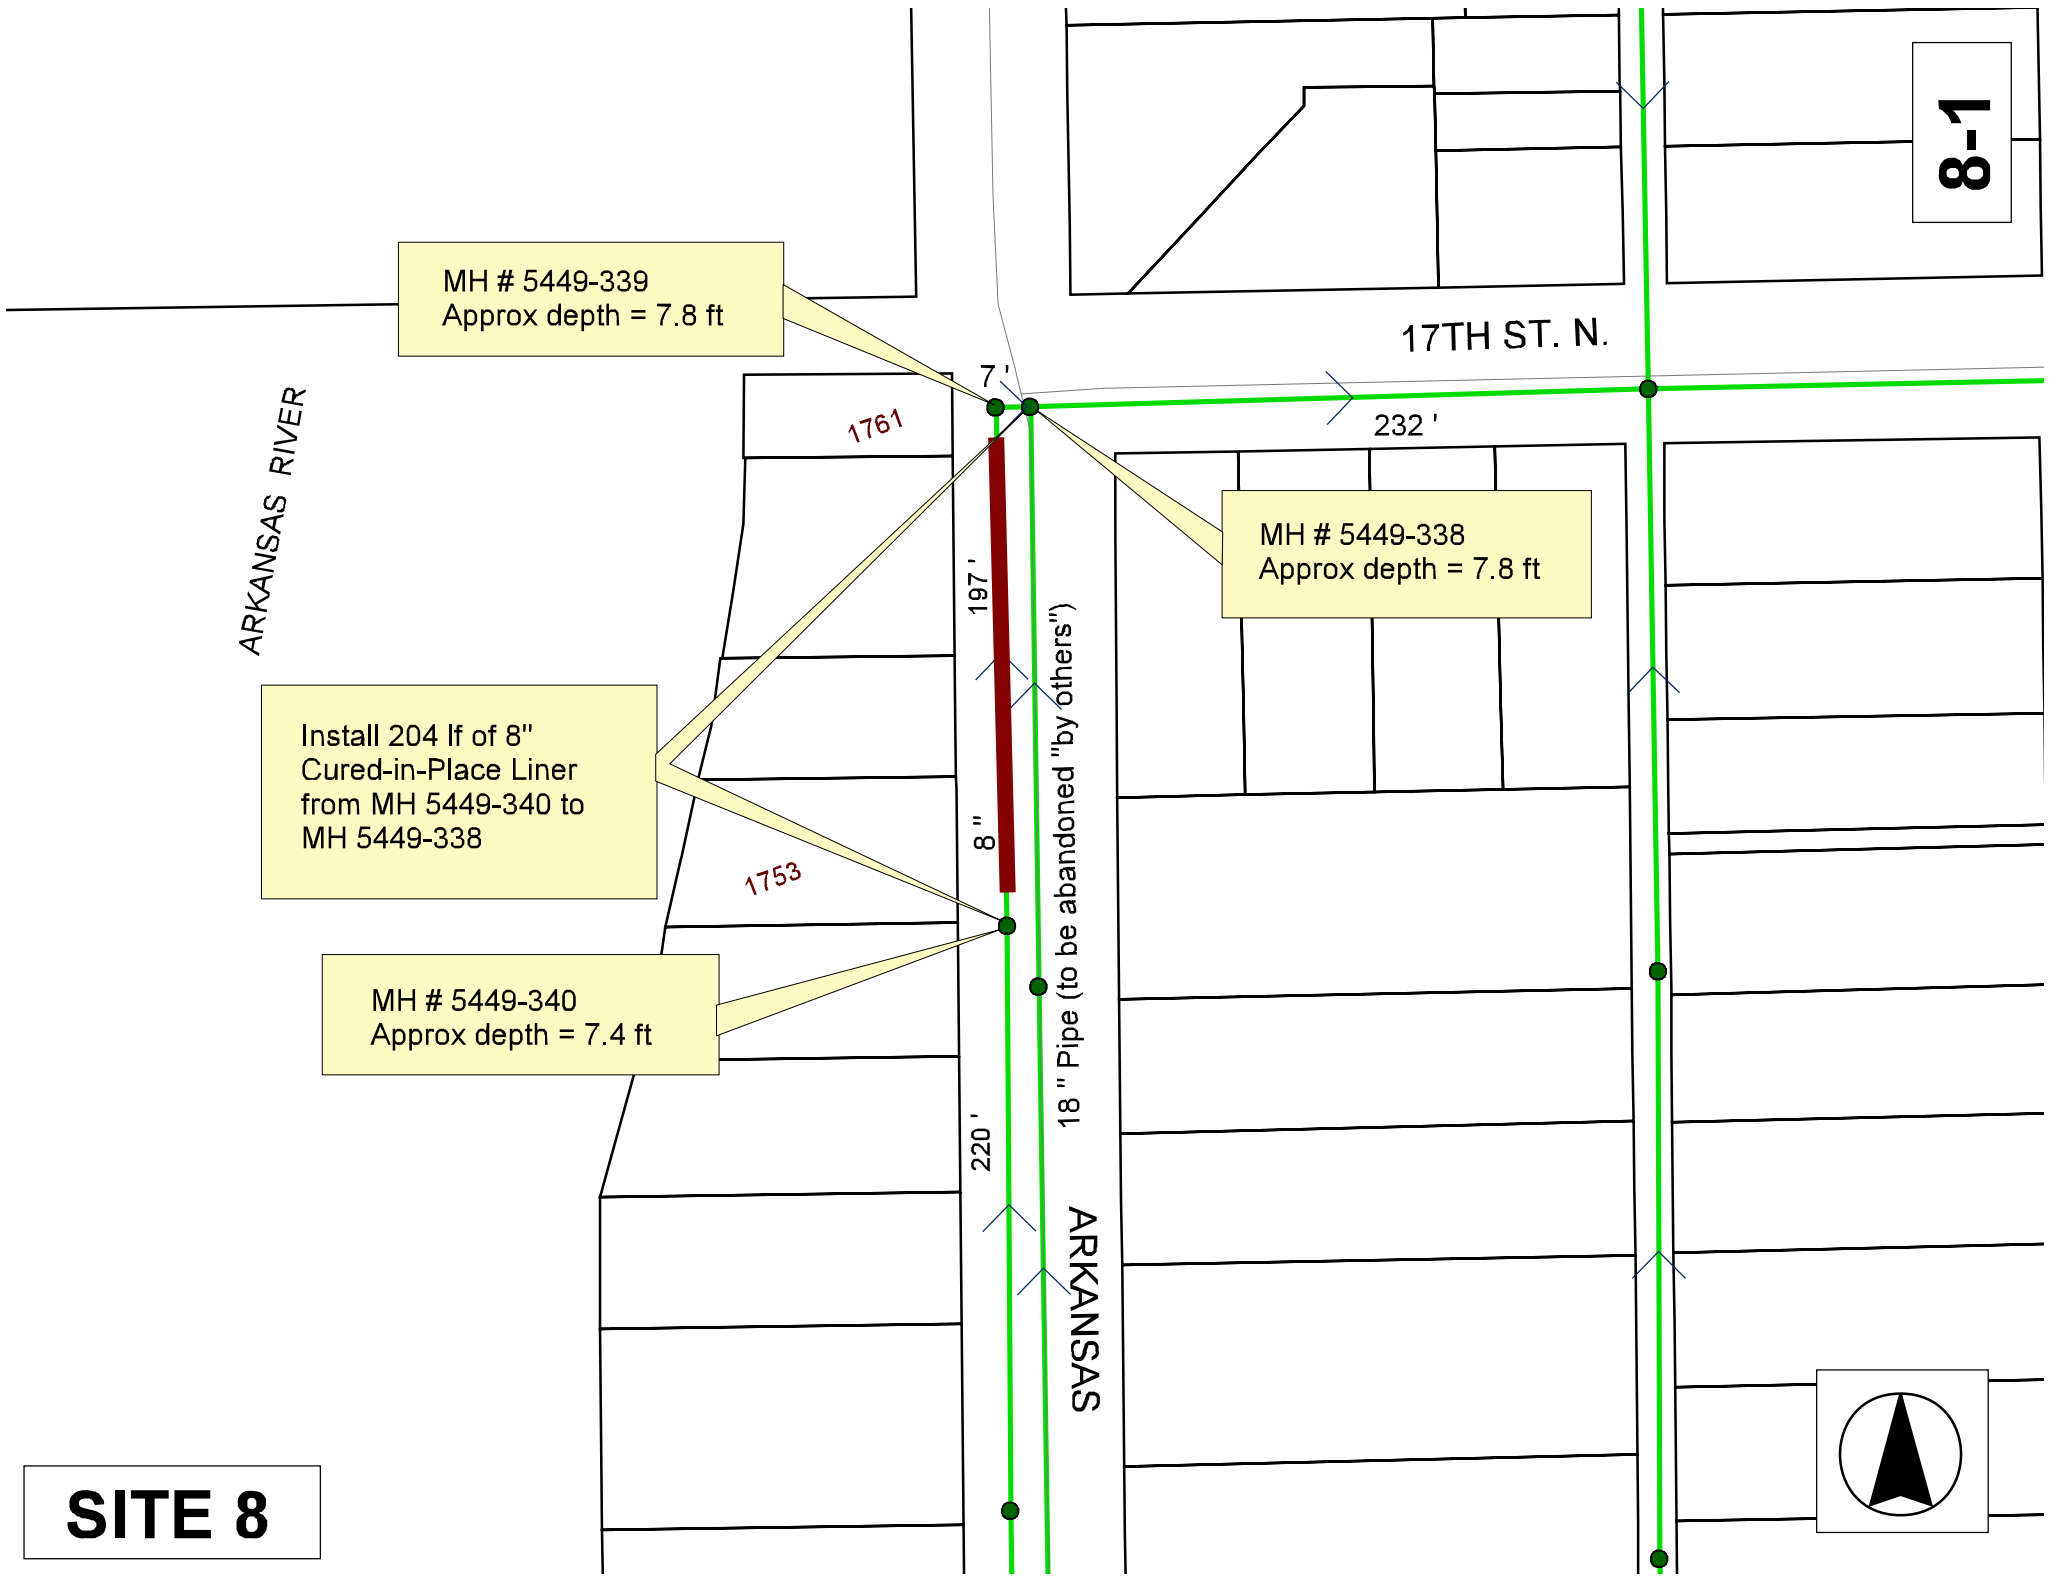 8-1
MH # 5449-339
Approx depth = 7.8 ft
17TH ST. N.
7 '
232 '
1761
ARKANSAS RIVER
MH # 5449-338
Approx depth = 7.8 ft
197 '
18 " Pipe (to be abandoned "by others")
Install 204 lf of 8"
Cured-in-Place Liner
from MH 5449-340 to
MH 5449-338
8 "
1753
MH # 5449-340
Approx depth = 7.4 ft
220 '
ARKANSAS
SITE 8